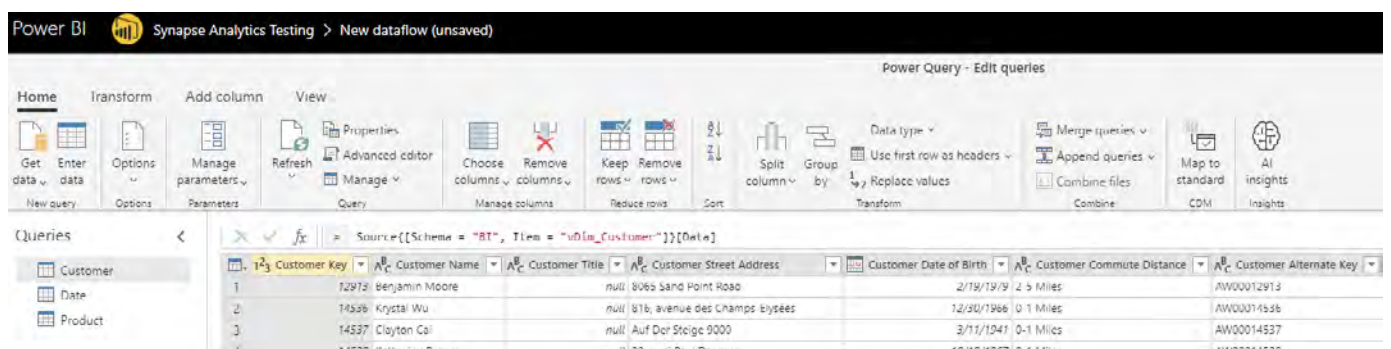 Power BI Synapse Analytics Testing > New dataflow (unsaved)
Power Query - Edit queries
Home Transform Add column View
Get data Enter data Options Manage parameters Refresh Properties Advanced editor Manage Choose columns Remove columns Keep rows Remove rows Split column Group by Data type Use first row as headers Replace values Merge queries Append queries Combine files Map to standard AI insights
New query Options Parameters Query Manage columns Reduce rows Sort Transform Combine CDM Insights
Queries
fx = Source{[Schema = "BI", Item = "vDim_Customer"]}[Data]
Customer
Date
Product
Customer Key Customer Name Customer Title Customer Street Address Customer Date of Birth Customer Commute Distance Customer Alternate Key
1 12913 Benjamin Moore null 8065 Sand Point Road 2/19/1979 2-5 Miles AW00012913
2 14536 Krystal Wu null 816, avenue des Champs-Elysées 12/30/1966 0-1 Miles AW00014536
3 14537 Clayton Cai null Auf Der Steige 9000 3/11/1941 0-1 Miles AW00014537